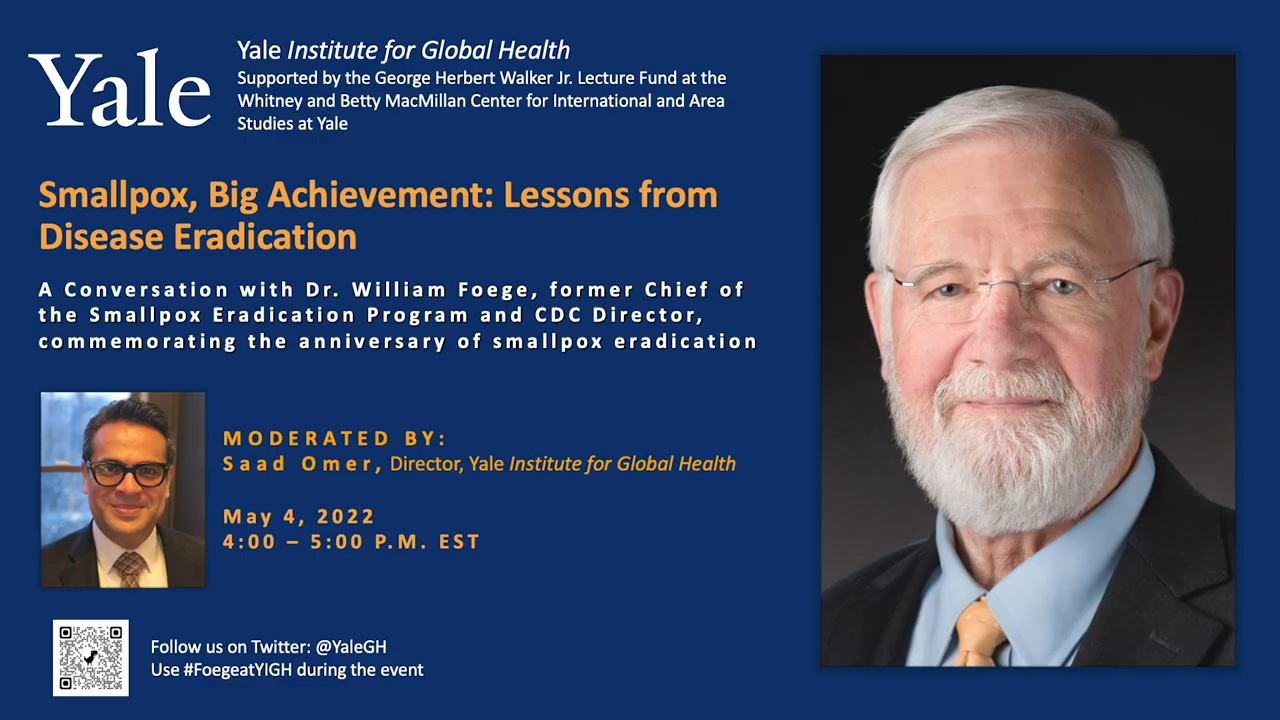 Yale
Yale Institute for Global Health
Supported by the George Herbert Walker Jr. Lecture Fund at the
Whitney and Betty MacMillan Center for International and Area
Studies at Yale
Smallpox, Big Achievement: Lessons from
Disease Eradication
A Conversation with Dr. William Foege, former Chief of
the Smallpox Eradication Program and CDC Director,
commemorating the anniversary of smallpox eradication
MODERATED BY:
Saad Omer, Director, Yale Institute for Global Health
May 4, 2022
4:00 – 5:00 P.M. EST
Follow us on Twitter: @YaleGH
Use #FoegeatYIGH during the event